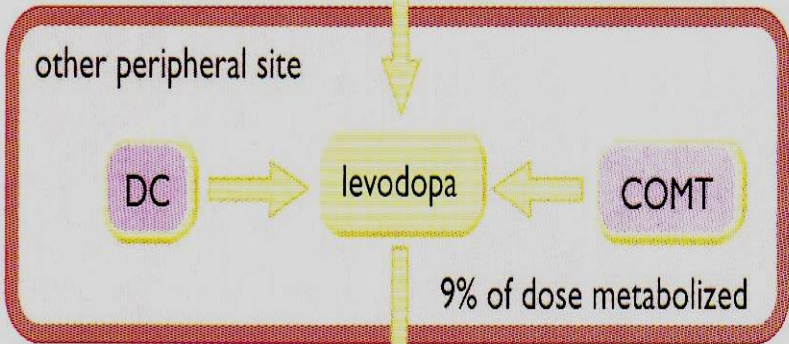 other peripheral site
DC
levodopa
COMT
9% of dose metabolized